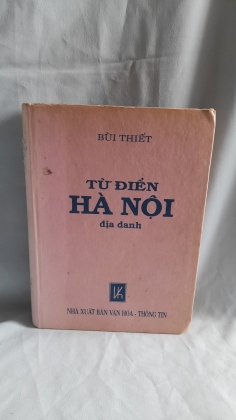 BÙI THIẾT
TỪ ĐIỂN
HÀ NỘI
địa danh
NHÀ XUẤT BẢN VĂN HÓA - THÔNG TIN